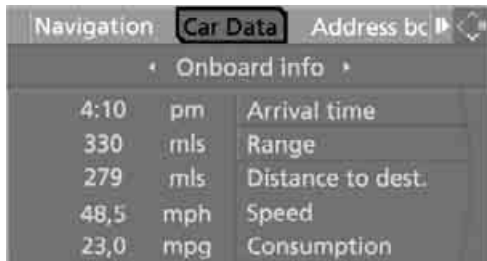 Navigation Car Data Address bo
Onboard info
4:10 pm Arrival time
330 mls Range
279 mls Distance to dest.
48,5 mph Speed
23,0 mpg Consumption